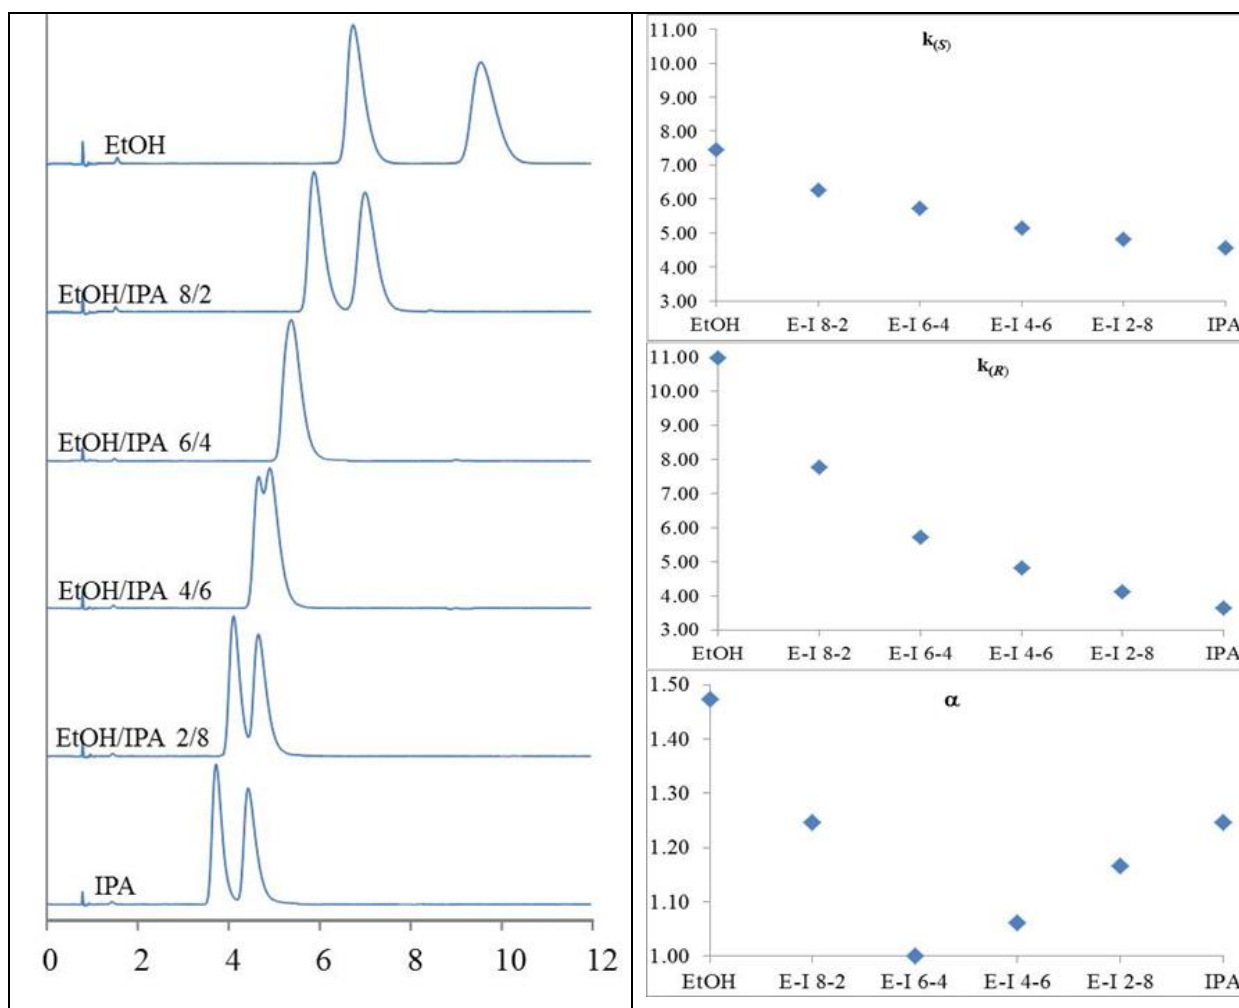 EtOH
EtOH/IPA 8/2
EtOH/IPA 6/4
EtOH/IPA 4/6
EtOH/IPA 2/8
IPA
0 2 4 6 8 10 12
k(S)
11.00
10.00
9.00
8.00
7.00
6.00
5.00
4.00
3.00
EtOH E-I 8-2 E-I 6-4 E-I 4-6 E-I 2-8 IPA
k(R)
11.00
10.00
9.00
8.00
7.00
6.00
5.00
4.00
3.00
EtOH E-I 8-2 E-I 6-4 E-I 4-6 E-I 2-8 IPA
α
1.50
1.40
1.30
1.20
1.10
1.00
EtOH E-I 8-2 E-I 6-4 E-I 4-6 E-I 2-8 IPA